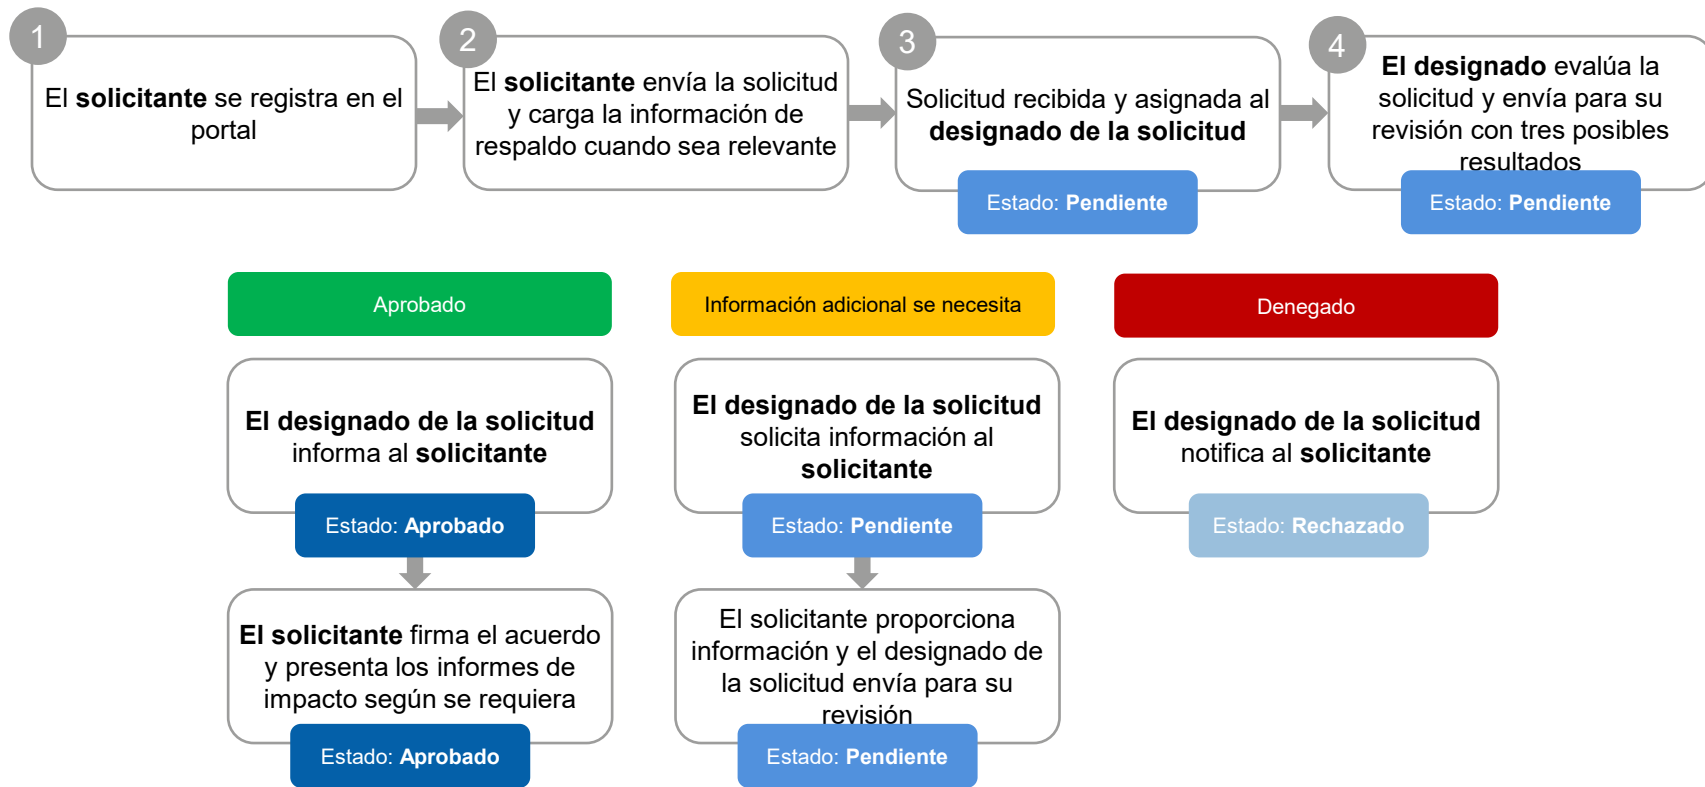 1
El solicitante se registra en el
portal
2
El solicitante envía la solicitud
y carga la información de
respaldo cuando sea relevante
3
Solicitud recibida y asignada al
designado de la solicitud
Estado: Pendiente
4
El designado evalúa la
solicitud y envía para su
revisión con tres posibles
resultados
Estado: Pendiente
Aprobado
El designado de la solicitud
informa al solicitante
Estado: Aprobado
El solicitante firma el acuerdo
y presenta los informes de
impacto según se requiera
Estado: Aprobado
Información adicional se necesita
El designado de la solicitud
solicita información al
solicitante
Estado: Pendiente
El solicitante proporciona
información y el designado de
la solicitud envía para su
revisión
Estado: Pendiente
Denegado
El designado de la solicitud
notifica al solicitante
Estado: Rechazado